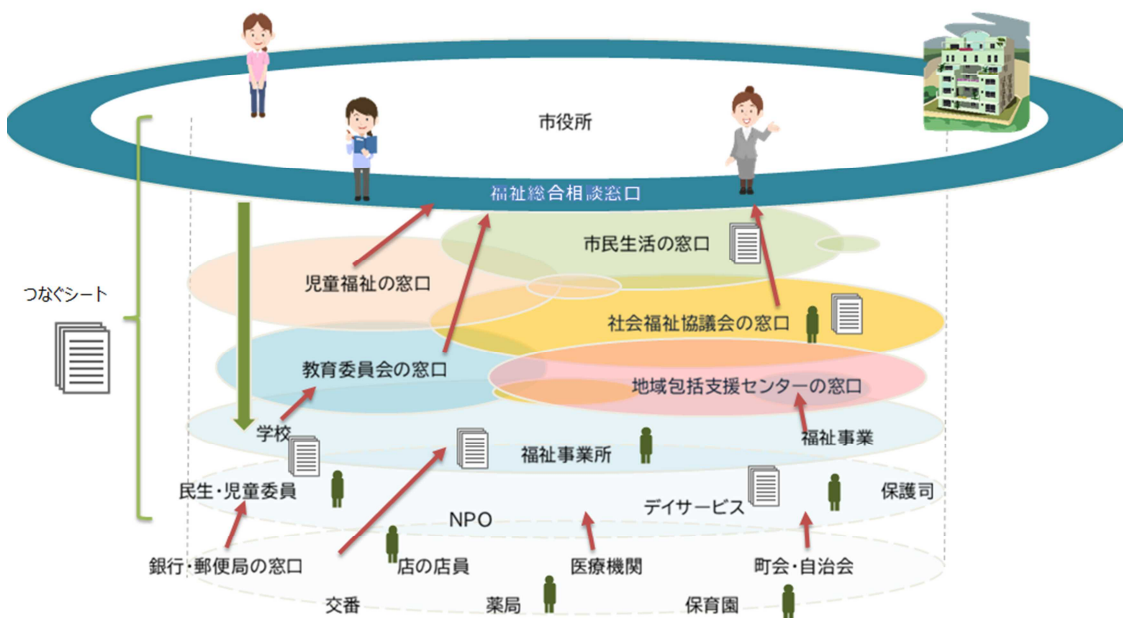 市役所
福祉総合相談窓口
市民生活の窓口
児童福祉の窓口
つなぐシート
社会福祉協議会の窓口
教育委員会の窓口
地域包括支援センターの窓口
学校
福祉事業
福祉事業所
民生・児童委員
デイサービス
保護司
NPO
銀行・郵便局の窓口
店の店員
医療機関
町会・自治会
交番
薬局
保育園